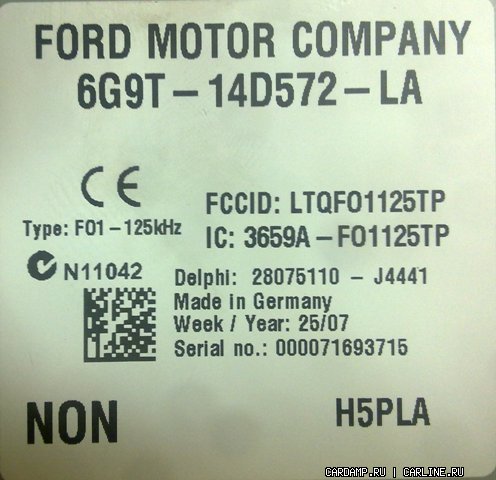 FORD MOTOR COMPANY
6G9T-14D572-LA
CE
FCCID: LTQFO1125TP
Type: FO1-125kHz
IC: 3659A-FO1125TP
N11042
Delphi: 28075110 - J4441
Made in Germany
Week / Year: 25/07
Serial no.: 000071693715
NON
H5PLA
CARDAMP.RU | CARLINE.RU